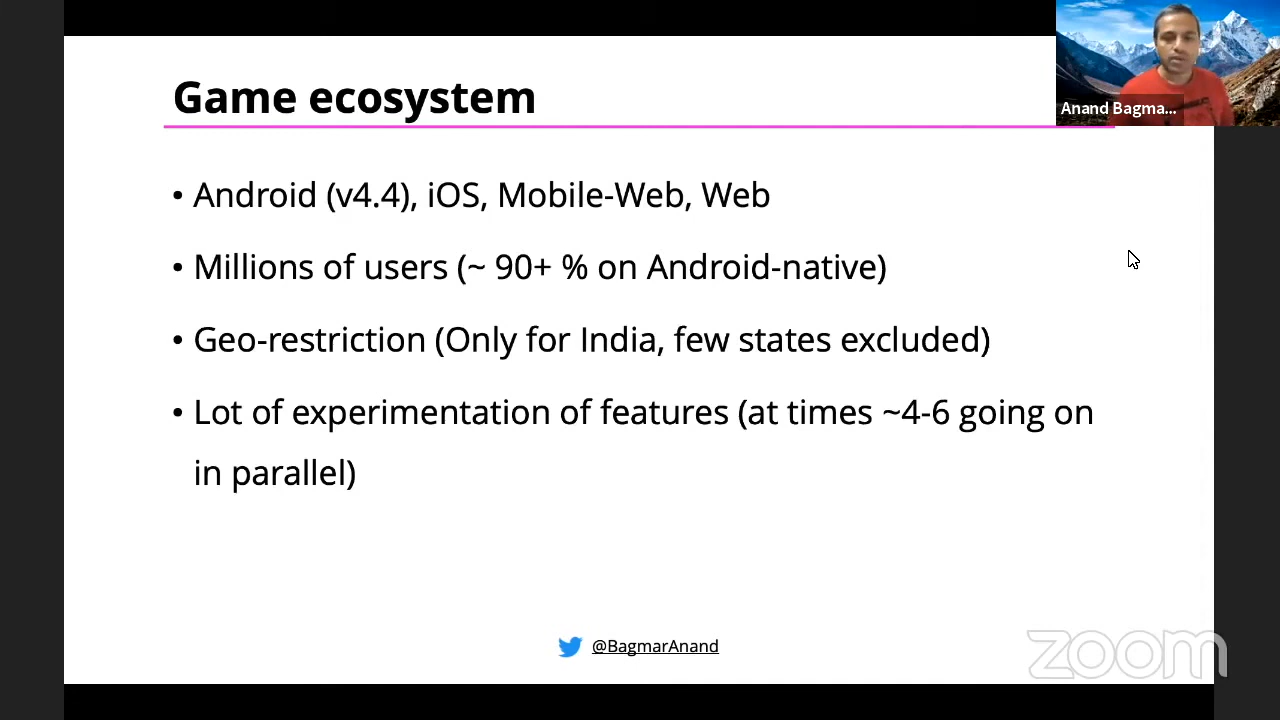 Game ecosystem
Anand Bagma...
• Android (v4.4), iOS, Mobile-Web, Web
• Millions of users (~ 90+ % on Android-native)
• Geo-restriction (Only for India, few states excluded)
• Lot of experimentation of features (at times ~4-6 going on
in parallel)
@BagmarAnand
zoom